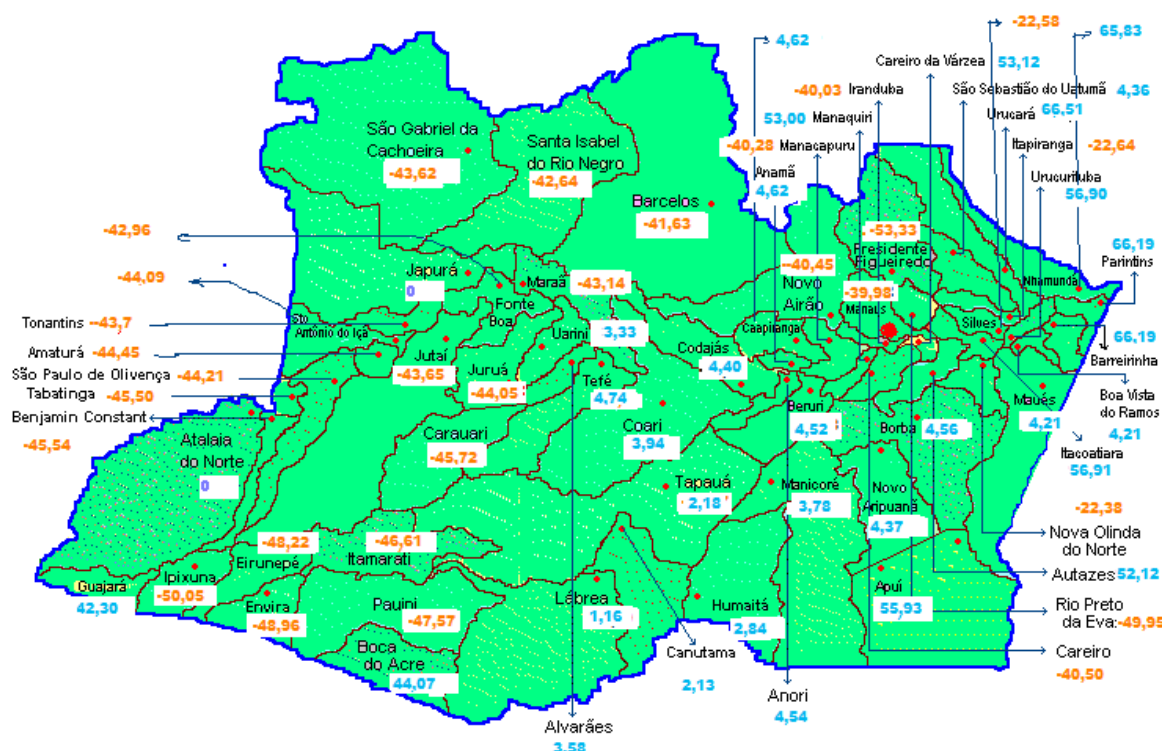 -22,58
65,83
4,62
Careiro da Várzea
53,12
-40,03 Iranduba
São Sebastião do Uatumã 4,36
53,00
Manaquiri
Urucará 66,51
-40,28
Manacapuru
Itapiranga -22,64
Anamã
4,62
Urucurituba
56,90
São Gabriel da
Cachoeira
-43,62
Santa Isabel
do Rio Negro
-42,64
Barcelos
-41,63
-42,96
-53,33
Presidente
Figueiredo
66,19
Parintins
-44,09
Japurá
0
Maraã
-43,14
-40,45
Novo
Airão
-39,98
Manaus
Nhamundá
Fonte
Boa
Sto
Antônio do Içá
Tonantins -43,7
Uarini
3,33
Caapiranga
Silves
66,19
Barreirinha
Amaturá -44,45
Jutaí
-43,65
Codajás
4,40
São Paulo de Olivença -44,21
Juruá
-44,05
Tefé
4,74
Tabatinga -45,50
Boa Vista
do Ramos
4,21
Maués
4,21
Benjamin Constant
-45,54
Beruri
4,52
Borba
4,56
Coari
3,94
Carauari
-45,72
Atalaia
do Norte
0
Itacoatiara
56,91
Tapauá
2,18
Manicoré
3,78
Novo
Aripuanã
4,37
-22,38
Nova Olinda
do Norte
-48,22
Eirunepé
-46,61
Itamarati
Ipixuna
-50,05
Guajará
42,30
Autazes 52,12
Apuí
55,93
Envira
-48,96
Pauini
-47,57
Lábrea
1,16
Humaitá
2,84
Rio Preto
da Eva:-49,95
Boca
do Acre
44,07
Canutama
2,13
Careiro
-40,50
Anori
4,54
Alvarães
3,58